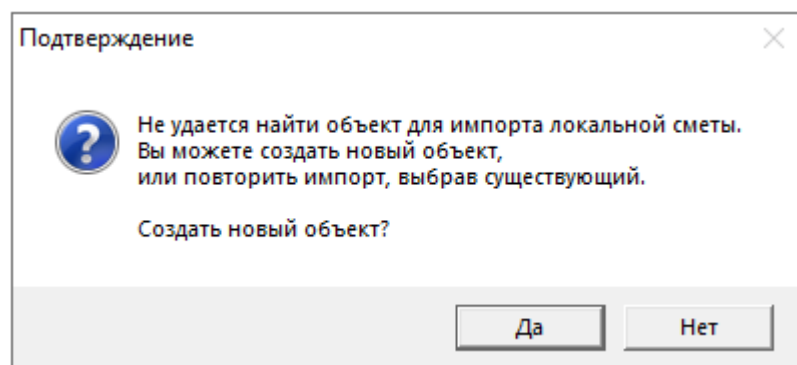 Подтверждение
Не удается найти объект для импорта локальной сметы.
Вы можете создать новый объект,
или повторить импорт, выбрав существующий.
Создать новый объект?
Да
Нет